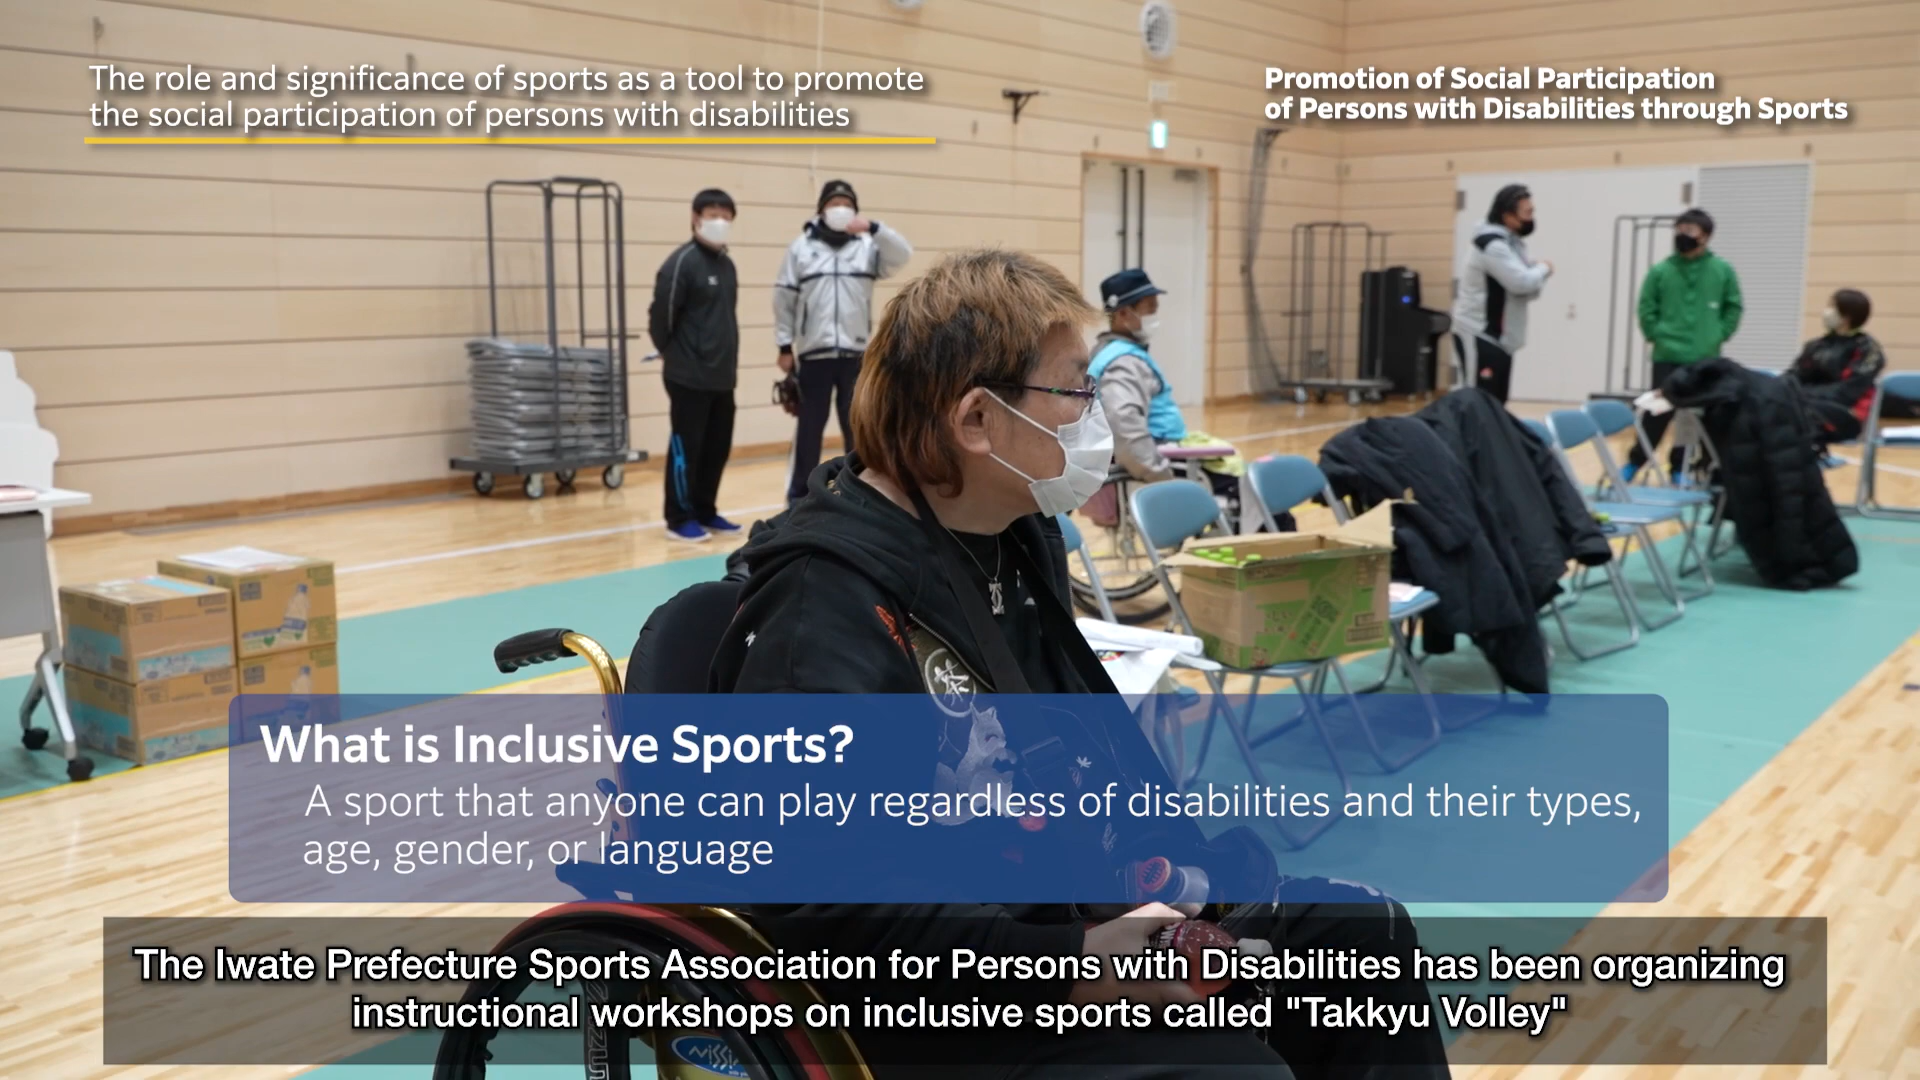 The role and significance of sports as a tool to promote
the social participation of persons with disabilities
Promotion of Social Participation
of Persons with Disabilities through Sports
What is Inclusive Sports?
A sport that anyone can play regardless of disabilities and their types,
age, gender, or language
The Iwate Prefecture Sports Association for Persons with Disabilities has been organizing
instructional workshops on inclusive sports called "Takkyu Volley"